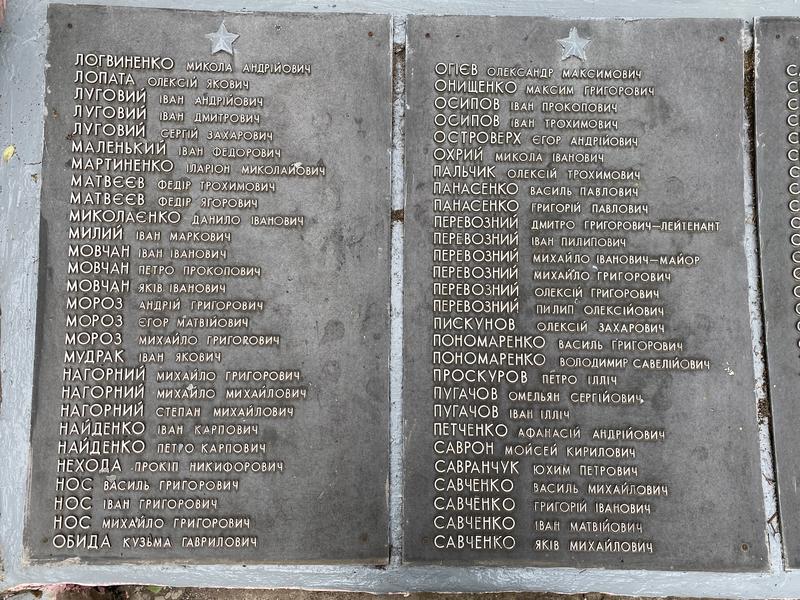 ЛОГВИНЕНКО МИКОЛА АНДРІЙОВИЧ
ЛОПАТА ОЛЕКСІЙ ЯКОВИЧ
ЛУГОВИЙ ІВАН АНДРІЙОВИЧ
ЛУГОВИЙ ІВАН ДМИТРОВИЧ
ЛУГОВИЙ СЕРГІЙ ЗАХАРОВИЧ
МАЛЕНЬКИЙ ІВАН ФЕДОРОВИЧ
МАРТИНЕНКО ІЛАРІОН МИКОЛАЙОВИЧ
МАТВЄЄВ ФЕДІР ТРОХИМОВИЧ
МАТВЄЄВ ФЕДІР ЯГОРОВИЧ
МИКОЛАЄНКО ДАНИЛО ІВАНОВИЧ
МИЛИЙ ІВАН МАРКОВИЧ
МОВЧАН ІВАН ІВАНОВИЧ
МОВЧАН ПЕТРО ПРОКОПОВИЧ
МОВЧАН ЯКІВ ІВАНОВИЧ
МОРОЗ АНДРІЙ ГРИГОРОВИЧ
МОРОЗ ЄГОР МАТВІЙОВИЧ
МОРОЗ МИХАЙЛО ГРИГОРОВИЧ
МУДРАК ІВАН ЯКОВИЧ
НАГОРНИЙ МИХАЙЛО ГРИГОРОВИЧ
НАГОРНИЙ МИХАЙЛО МИХАЙЛОВИЧ
НАГОРНИЙ СТЕПАН МИХАЙЛОВИЧ
НАЙДЕНКО ІВАН КАРПОВИЧ
НАЙДЕНКО ПЕТРО КАРПОВИЧ
НЕХОДА ПРОКІП НИКИФОРОВИЧ
НОС ВАСИЛЬ ГРИГОРОВИЧ
НОС ІВАН ГРИГОРОВИЧ
НОС МИХАЙЛО ГРИГОРОВИЧ
ОБИДА КУЗЬМА ГАВРИЛОВИЧ
ОГІЄВ ОЛЕКСАНДР МАКСИМОВИЧ
ОНИЩЕНКО МАКСИМ ГРИГОРОВИЧ
ОСИПОВ ІВАН ПРОКОПОВИЧ
ОСИПОВ ІВАН ТРОХИМОВИЧ
ОСТРОВЕРХ ЄГОР АНДРІЙОВИЧ
ОХРИЙ МИКОЛА ІВАНОВИЧ
ПАЛЬЧИК ОЛЕКСІЙ ТРОХИМОВИЧ
ПАНАСЕНКО ВАСИЛЬ ПАВЛОВИЧ
ПАНАСЕНКО ГРИГОРІЙ ПАВЛОВИЧ
ПЕРЕВОЗНИЙ ДМИТРО ГРИГОРОВИЧ—ЛЕЙТЕНАНТ
ПЕРЕВОЗНИЙ ІВАН ПИЛИПОВИЧ
ПЕРЕВОЗНИЙ МИХАЙЛО ІВАНОВИЧ—МАЙОР
ПЕРЕВОЗНИЙ МИХАЙЛО ГРИГОРОВИЧ
ПЕРЕВОЗНИЙ ОЛЕКСІЙ ГРИГОРОВИЧ
ПЕРЕВОЗНИЙ ПИЛИП ОЛЕКСІЙОВИЧ
ПИСКУНОВ ОЛЕКСІЙ ЗАХАРОВИЧ
ПОНОМАРЕНКО ВАСИЛЬ ГРИГОРОВИЧ
ПОНОМАРЕНКО ВОЛОДИМИР САВЕЛІЙОВИЧ
ПРОСКУРОВ ПЕТРО ІЛЛІЧ
ПУГАЧОВ ОМЕЛЬЯН СЕРГІЙОВИЧ
ПУГАЧОВ ІВАН ІЛЛІЧ
ПЕТЧЕНКО АФАНАСІЙ АНДРІЙОВИЧ
САВРОН МОЙСЕЙ КИРИЛОВИЧ
САВРАНЧУК ЮХИМ ПЕТРОВИЧ
САВЧЕНКО ВАСИЛЬ МИХАЙЛОВИЧ
САВЧЕНКО ГРИГОРІЙ ІВАНОВИЧ
САВЧЕНКО ІВАН МАТВІЙОВИЧ
САВЧЕНКО ЯКІВ МИХАЙЛОВИЧ